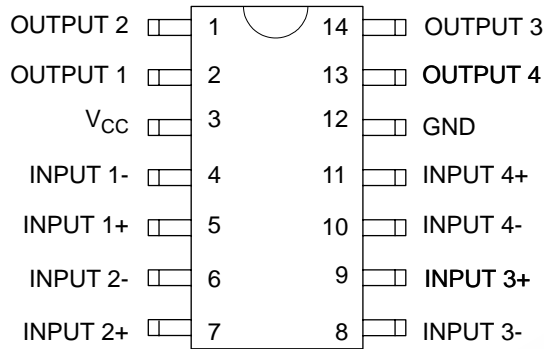 OUTPUT 2 1 14 OUTPUT 3
OUTPUT 1 2 13 OUTPUT 4
VCC 3 12 GND
INPUT 1- 4 11 INPUT 4+
INPUT 1+ 5 10 INPUT 4-
INPUT 2- 6 9 INPUT 3+
INPUT 2+ 7 8 INPUT 3-